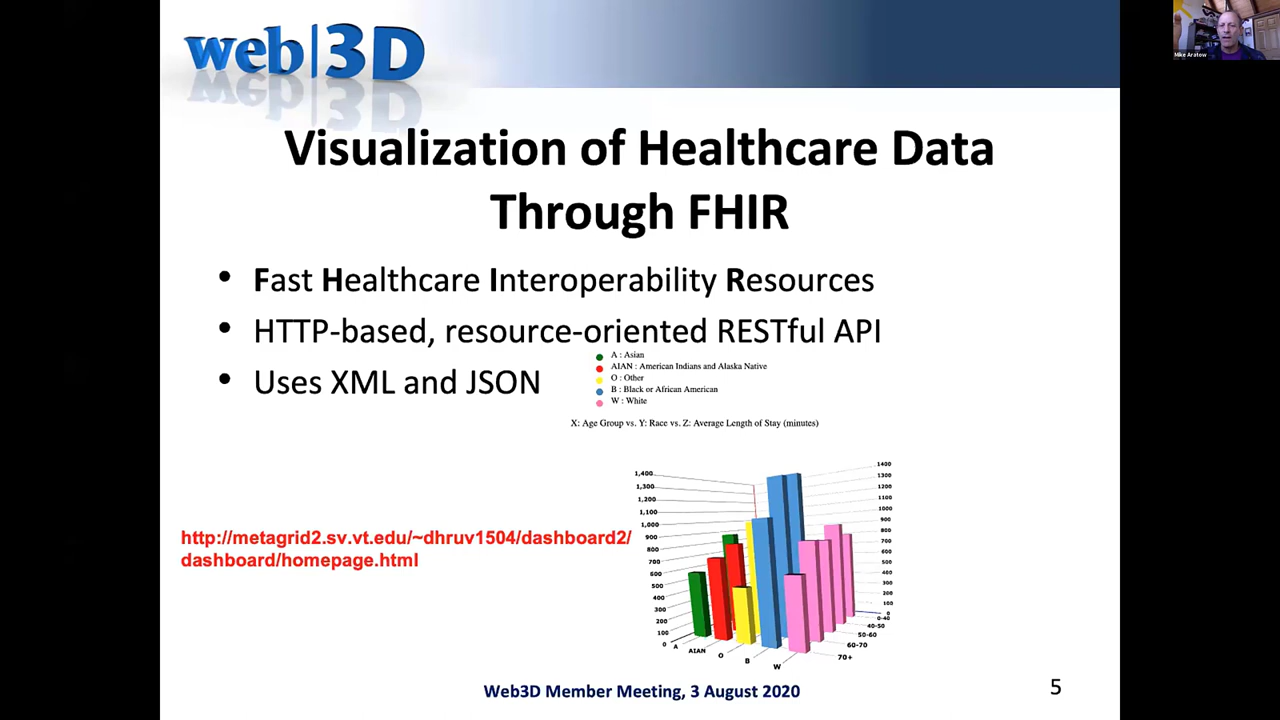 web|3D
Mike Aratow
Visualization of Healthcare Data
Through FHIR
• Fast Healthcare Interoperability Resources
• HTTP-based, resource-oriented RESTful API
• Uses XML and JSON
A : Asian
AIAN : American Indians and Alaska Native
O : Other
B : Black or African American
W : White
X: Age Group vs. Y: Race vs. Z: Average Length of Stay (minutes)
http://metagrid2.sv.vt.edu/~dhruv1504/dashboard2/
dashboard/homepage.html
1,400
1,300
1,200
1,100
1,000
900
800
700
600
500
400
300
200
100
0
A
AIAN
O
B
W
1400
1300
1200
1100
1000
900
800
700
600
500
400
300
200
100
0
0-40
40-50
50-60
60-70
70+
Web3D Member Meeting, 3 August 2020
5